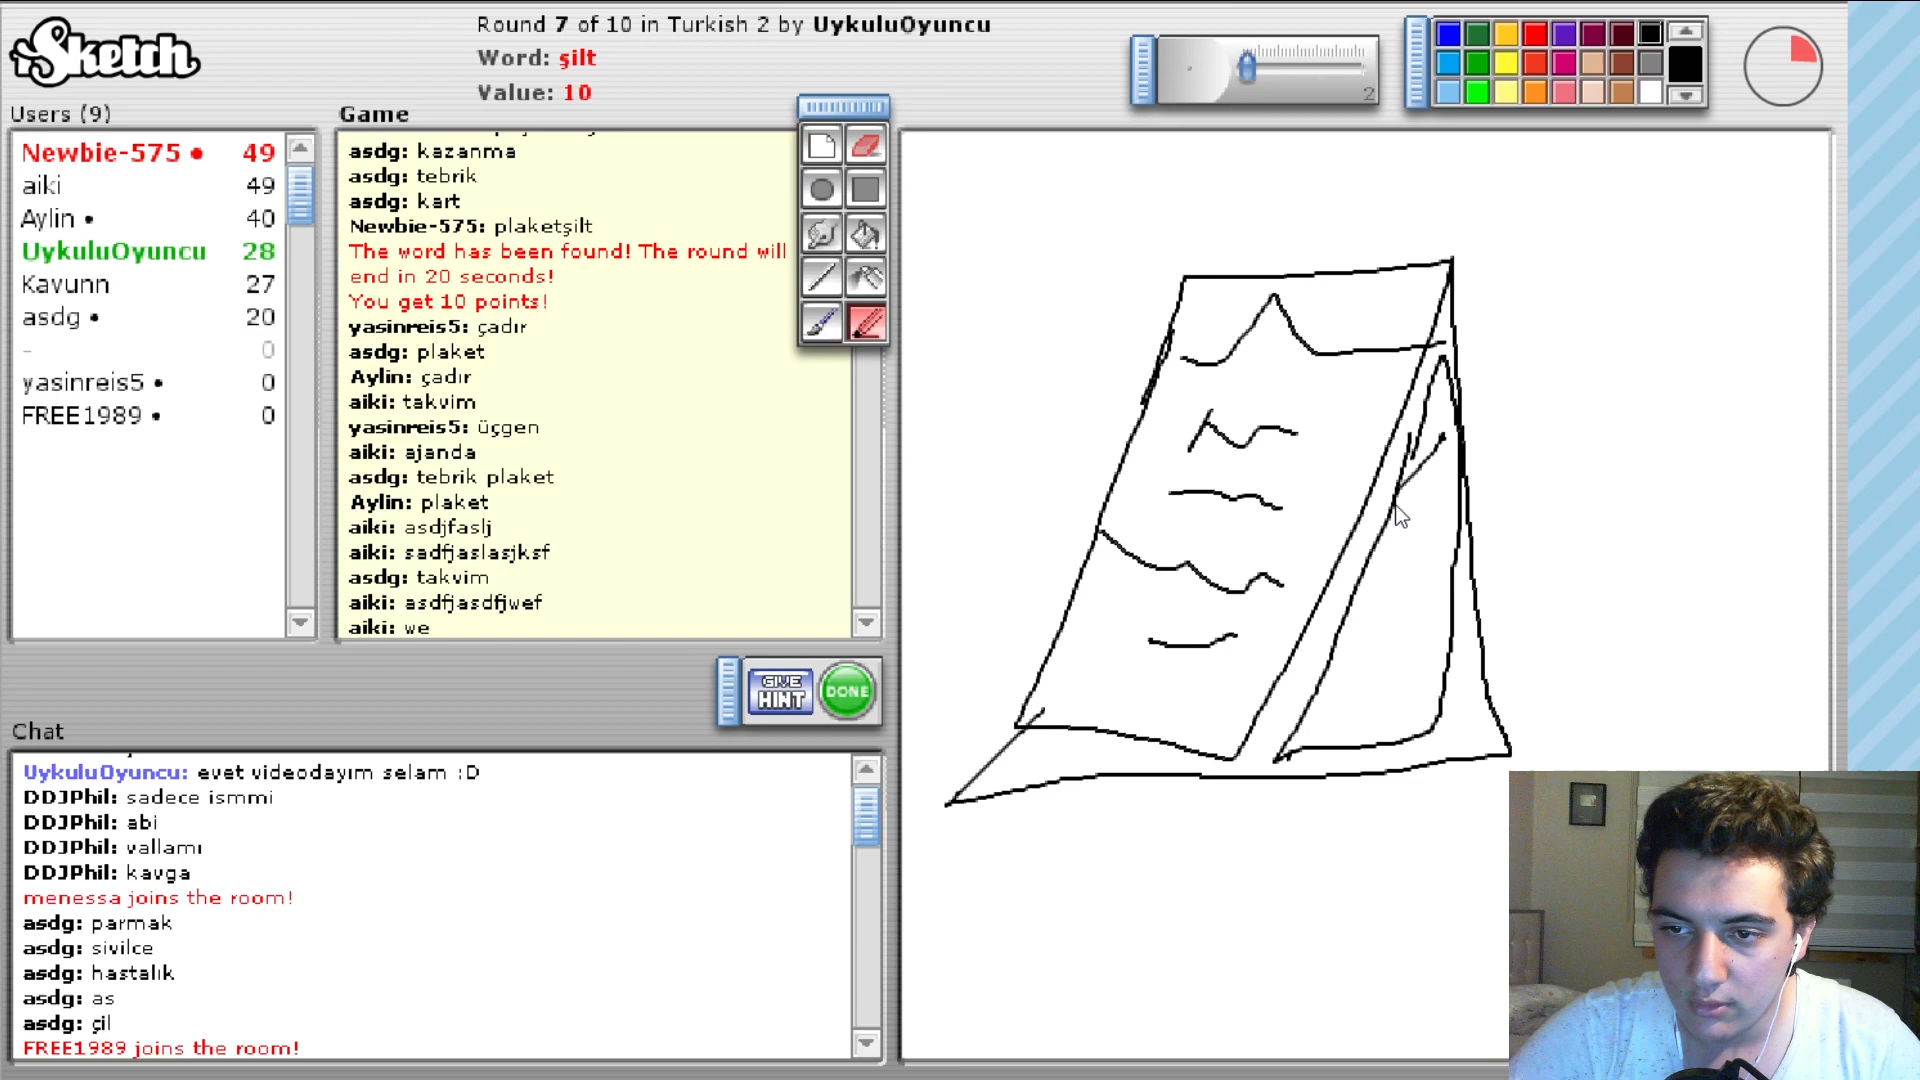 iSketch
Round 7 of 10 in Turkish 2 by UykuluOyuncu
Word: şilt
Value: 10
2
Users (9)
Newbie-575 • 49
aiki 49
Aylin • 40
UykuluOyuncu 28
Kavunn 27
asdg • 20
- 0
yasinreis5 • 0
FREE1989 • 0
Game
asdg: kazanma
asdg: tebrik
asdg: kart
Newbie-575: plaketşilt
The word has been found! The round will
end in 20 seconds!
You get 10 points!
yasinreis5: çadır
asdg: plaket
Aylin: çadır
aiki: takvim
yasinreis5: üçgen
aiki: ajanda
asdg: tebrik plaket
Aylin: plaket
aiki: asdjfaslj
aiki: sadfjaslasjksf
asdg: takvim
aiki: asdfjasdfjwef
aiki: we
GIVE
HINT
DONE
Chat
UykuluOyuncu: evet videodayım selam :D
DDJPhil: sadece ismmi
DDJPhil: abi
DDJPhil: vallamı
DDJPhil: kavga
menessa joins the room!
asdg: parmak
asdg: sivilce
asdg: hastalık
asdg: as
asdg: çil
FREE1989 joins the room!